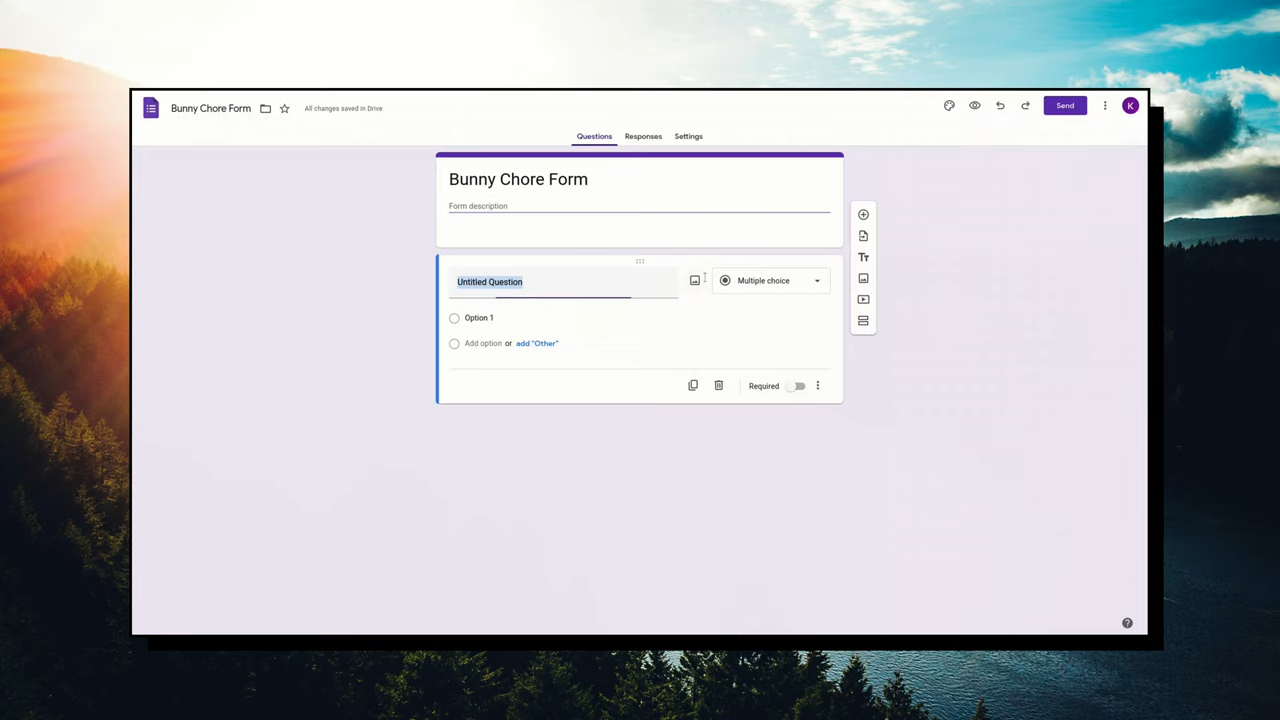 Bunny Chore Form All changes saved in Drive Send K
Questions Responses Settings
Bunny Chore Form
Form description
Untitled Question Multiple choice
Option 1
Add option or add "Other"
Required
Tt